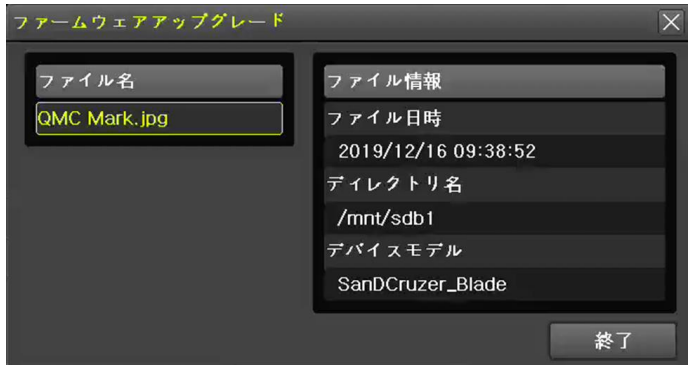 ファームウェアアップグレード
ファイル名
QMC Mark.jpg
ファイル情報
ファイル日時
2019/12/16 09:38:52
ディレクトリ名
/mnt/sdb1
デバイスモデル
SanDCruzer_Blade
終了